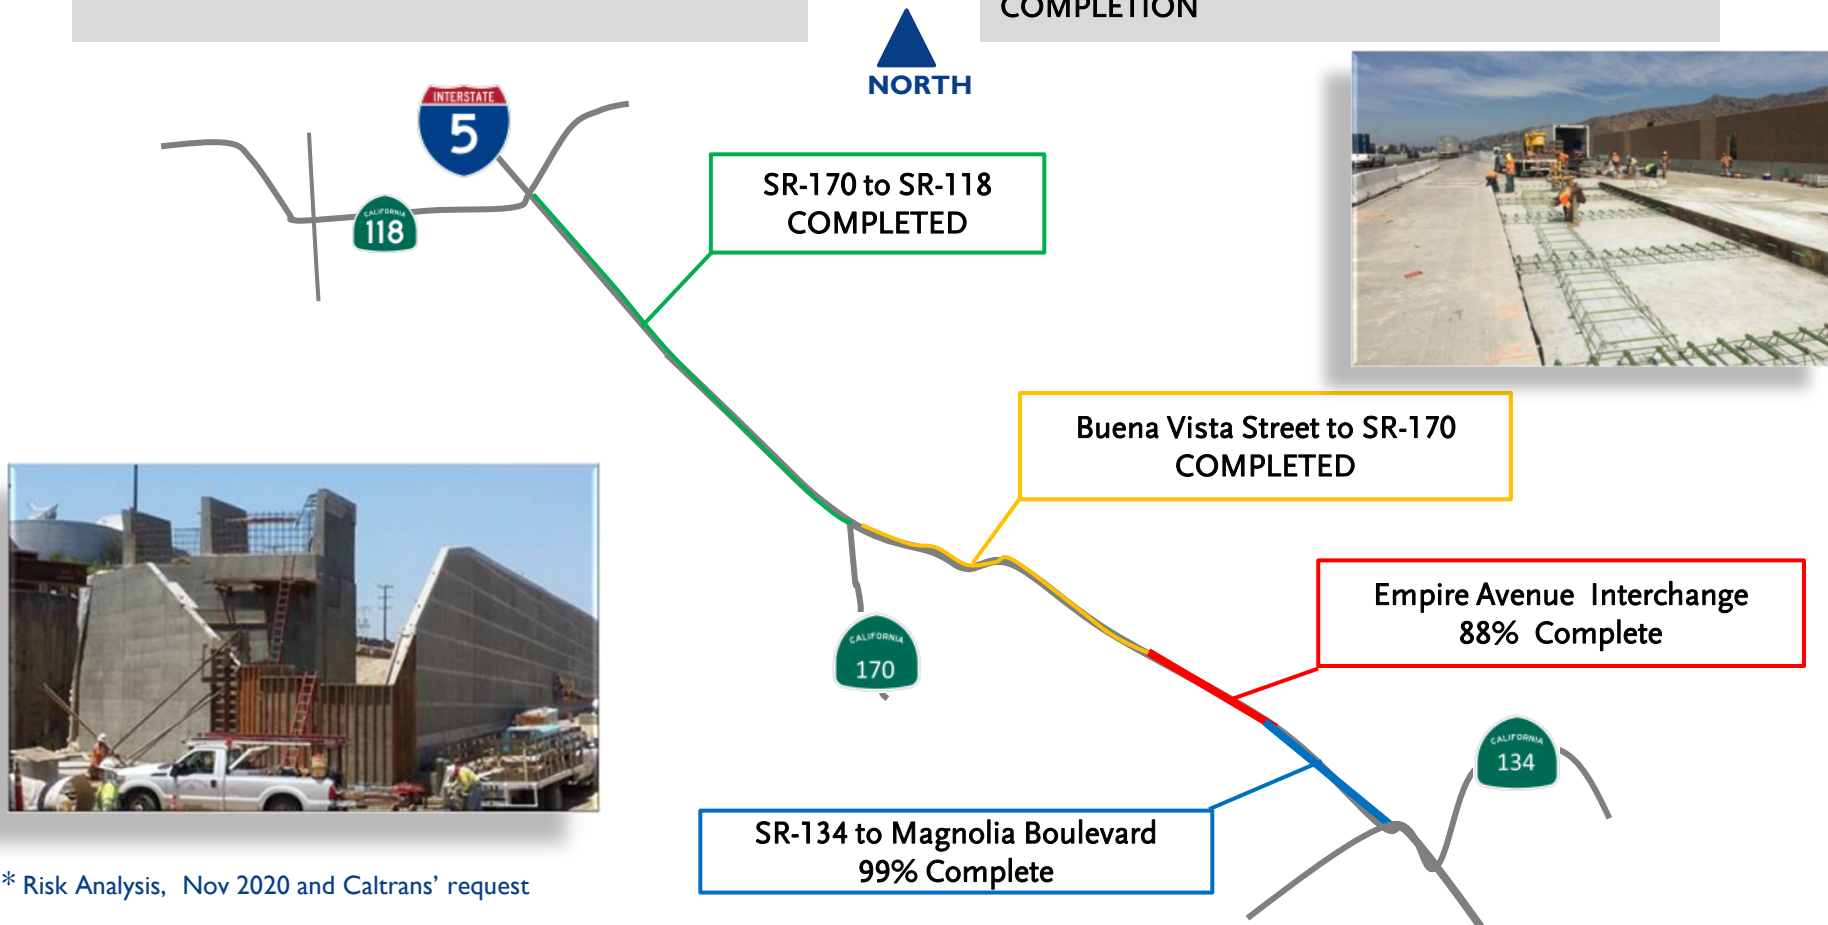 COMPLETION
NORTH
INTERSTATE
5
SR-170 to SR-118
COMPLETED
CALIFORNIA
118
Buena Vista Street to SR-170
COMPLETED
Empire Avenue  Interchange
88%  Complete
CALIFORNIA
170
CALIFORNIA
134
SR-134 to Magnolia Boulevard
99% Complete
* Risk Analysis,  Nov 2020 and Caltrans’ request